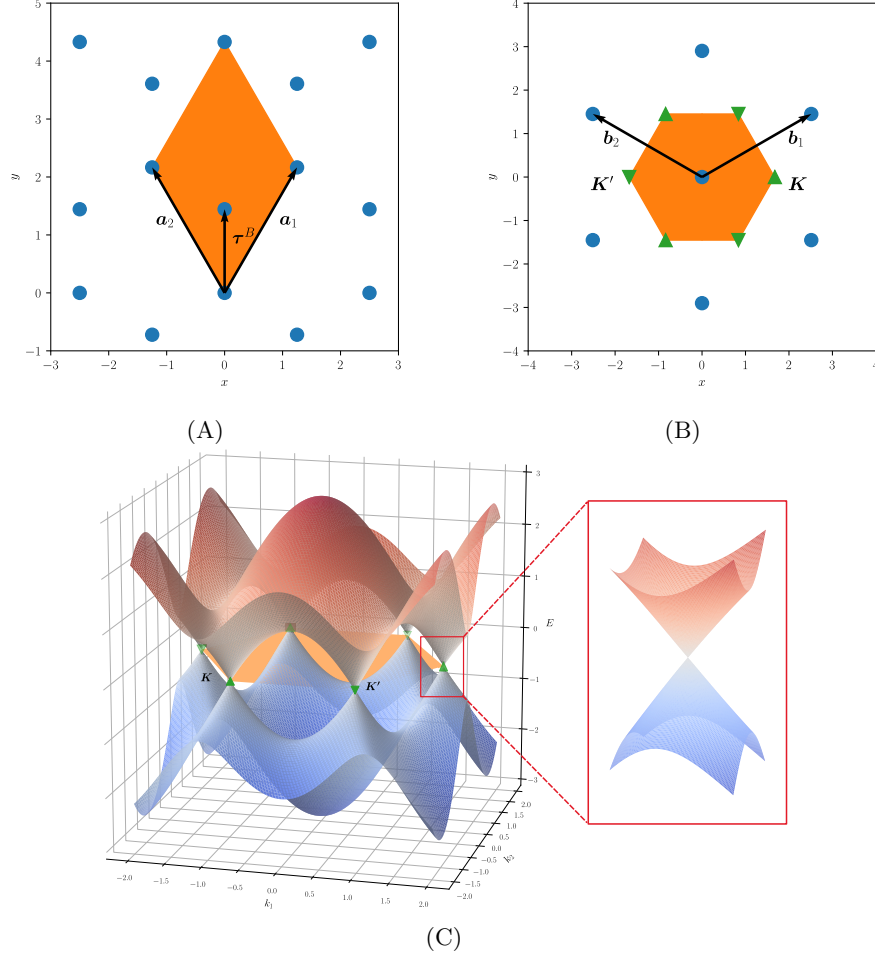 5
4
3
2
1
0
−1
−3 −2 −1 0 1 2 3
x
y
a₂
a₁
τᴮ
(A)
4
3
2
1
0
−1
−2
−3
−4
−4 −3 −2 −1 0 1 2 3 4
x
y
b₂
b₁
K′
K
(B)
3
2
1
0
−1
−2
−3
E
K
K′
2.0
1.5
1.0
0.5
0.0
−0.5
−1.0
−1.5
−2.0
k₂
−2.0 −1.5 −1.0 −0.5 0.0 0.5 1.0 1.5 2.0
k₁
(C)